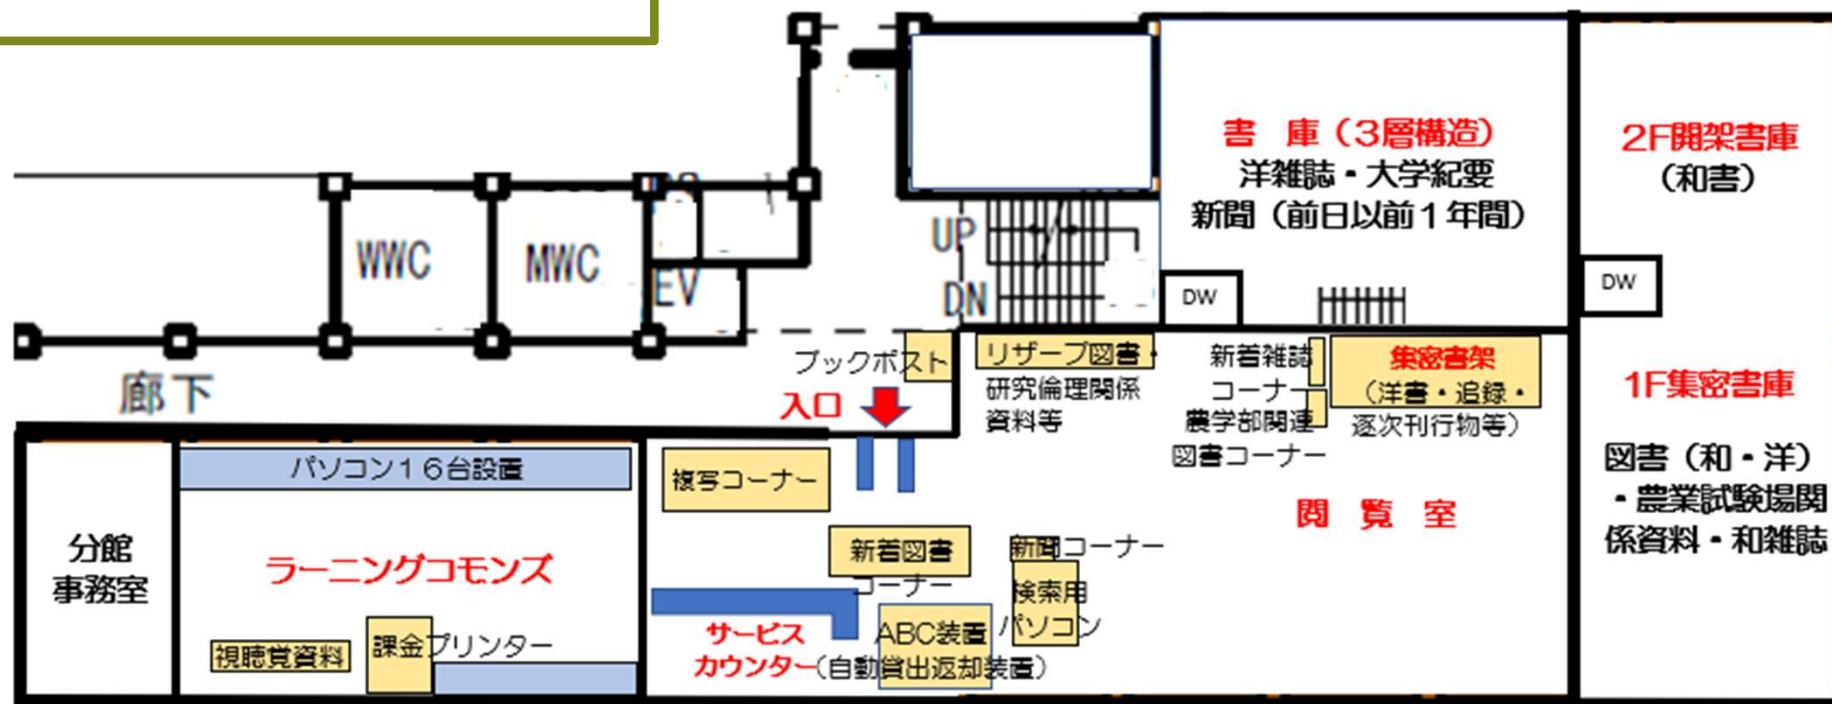 書 庫（3層構造）
洋雑誌・大学紀要
新聞（前日以前１年間）
2F開架書庫
（和書）
WWC
MWC
EV
UP
DN
DW
DW
廊下
ブックポスト
入口
リザーブ図書・
研究倫理関係
資料等
新着雑誌
コーナー
農学部関連
図書コーナー
集密書架
（洋書・追録・
逐次刊行物等）
1F集密書庫
図書（和・洋）
・農業試験場関
係資料・和雑誌
分館
事務室
パソコン１６台設置
ラーニングコモンズ
視聴覚資料
課金プリンター
複写コーナー
新着図書
コーナー
新聞コーナー
検索用
パソコン
閲 覧 室
サービス
カウンター
ABC装置
（自動貸出返却装置）